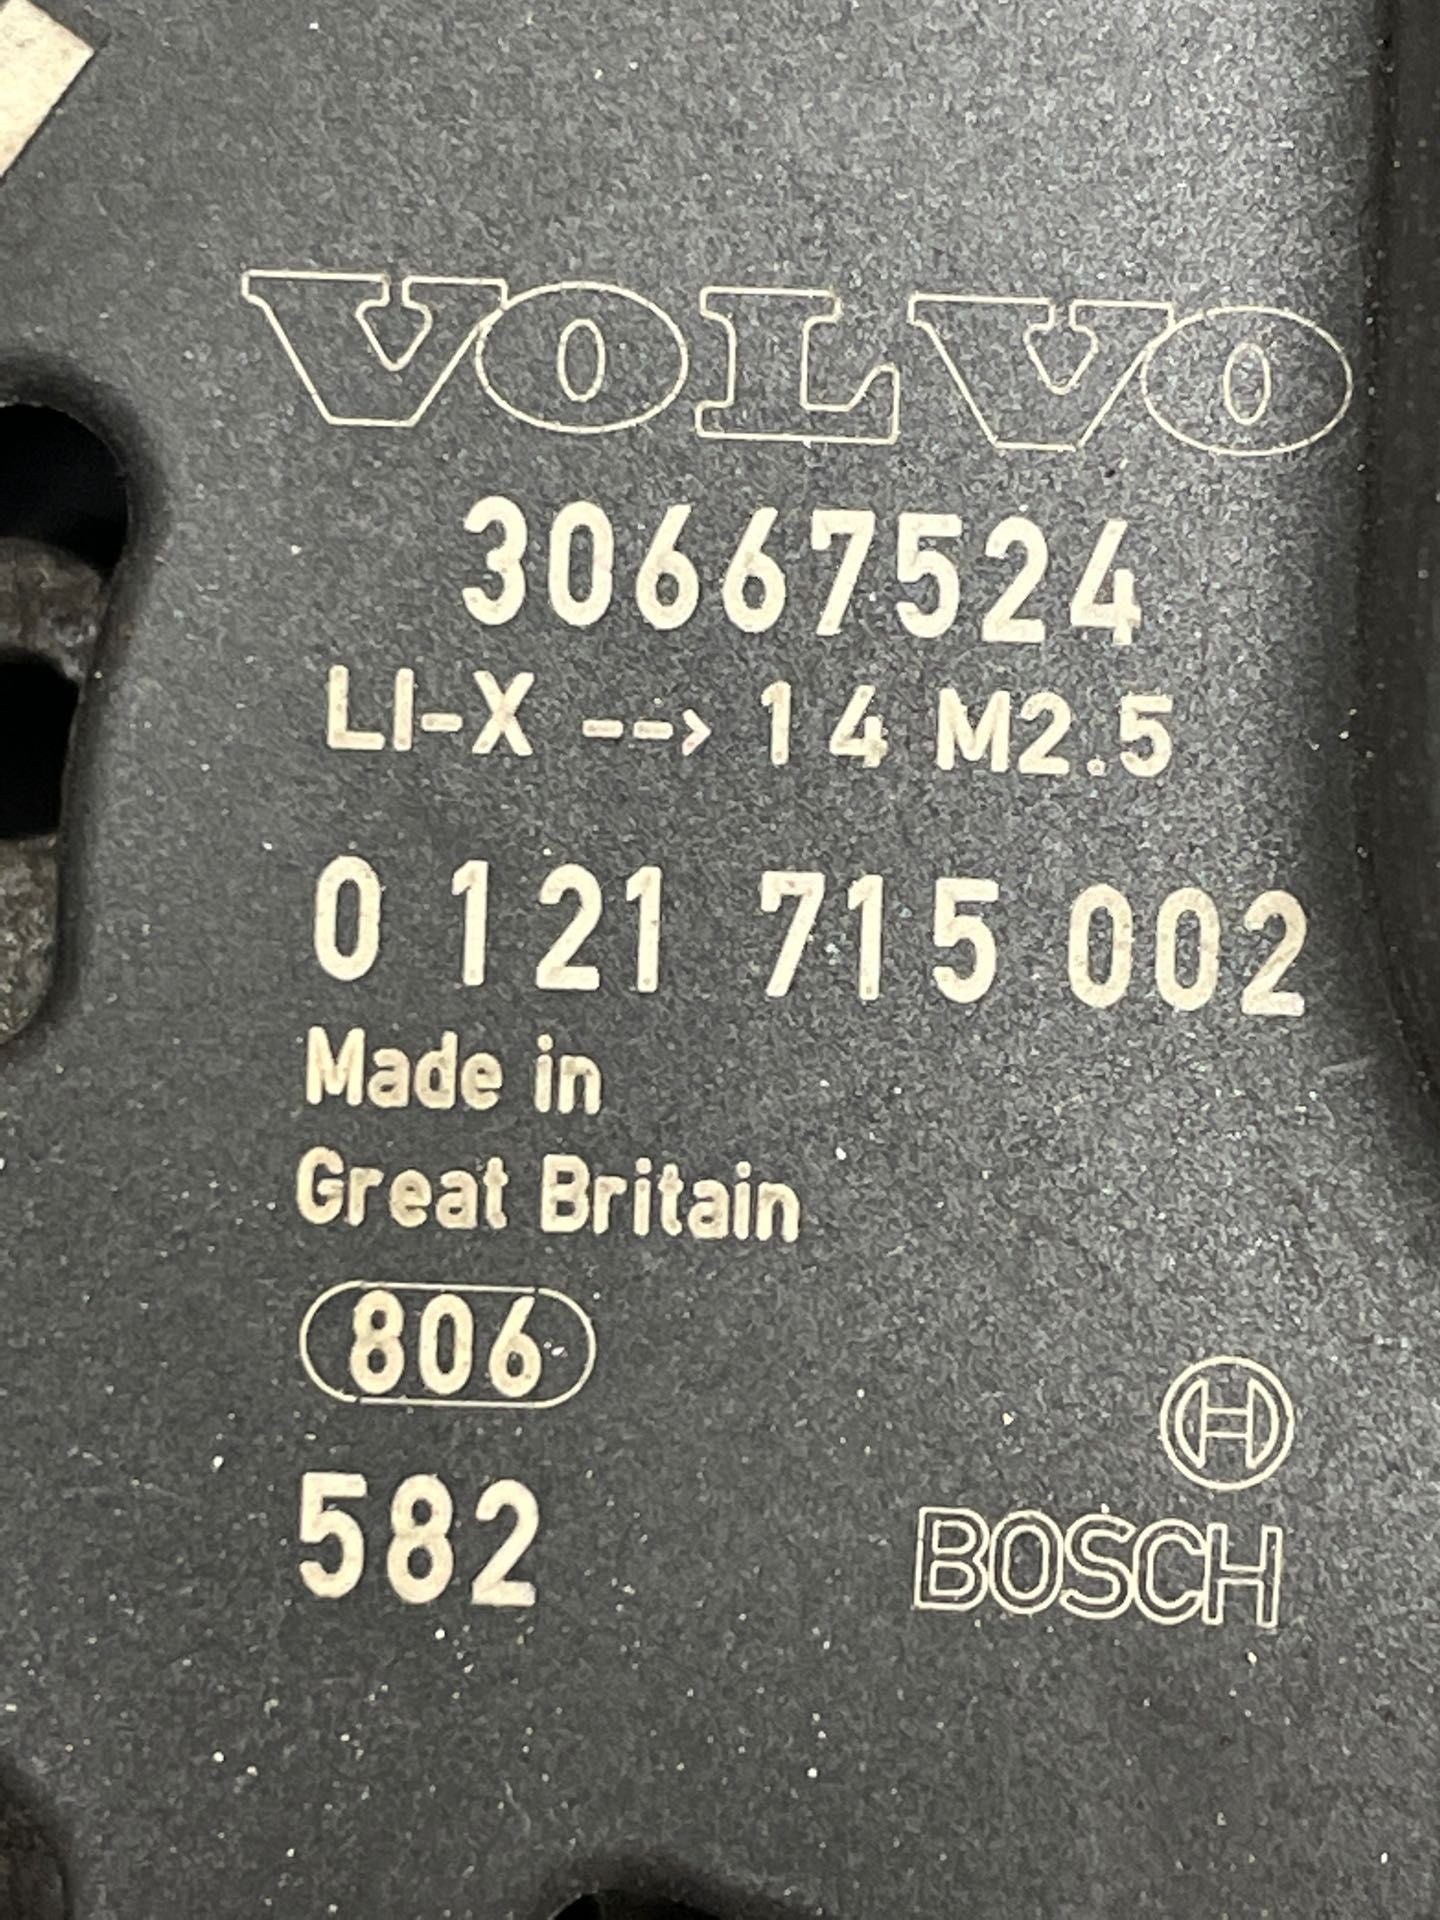 VOLVO
30667524
LI-X --> 14 M2.5
0 121 715 002
Made in
Great Britain
806
582
H
BOSCH